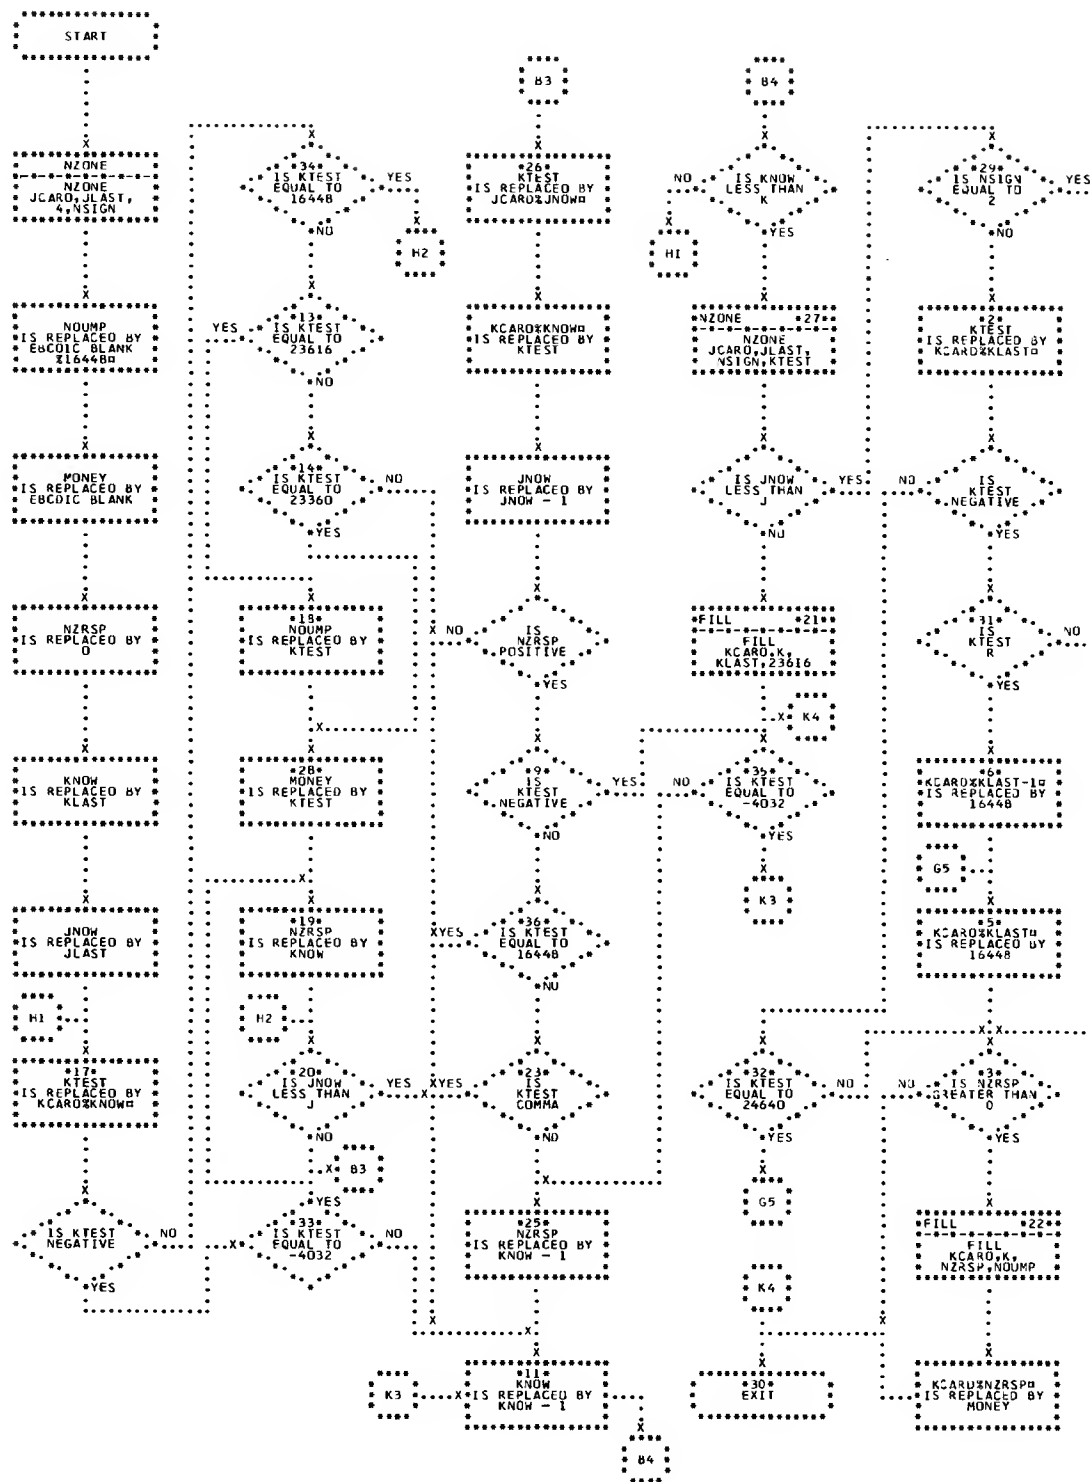 START
NZONE
NZONE
JCARD,JLAST,
4,NSIGN
NDUMP
IS REPLACED BY
EBCDIC BLANK
%16448¤
MONEY
IS REPLACED BY
EBCDIC BLANK
NZRSP
IS REPLACED BY
0
KNOW
IS REPLACED BY
KLAST
JNOW
IS REPLACED BY
JLAST
H1
*17*
KTEST
IS REPLACED BY
KCARD%KNOW¤
IS KTEST
NEGATIVE
NO
YES
*34*
IS KTEST
EQUAL TO
16448
YES
NO
H2
*13*
IS KTEST
EQUAL TO
23616
YES
NO
*14*
IS KTEST
EQUAL TO
23360
NO
YES
*18*
NDUMP
IS REPLACED BY
KTEST
*28*
MONEY
IS REPLACED BY
KTEST
*19*
NZRSP
IS REPLACED BY
KNOW
H2
*20*
IS JNOW
LESS THAN
J
YES
NO
B3
YES
*33*
IS KTEST
EQUAL TO
-4032
NO
B3
*26*
KTEST
IS REPLACED BY
JCARD%JNOW¤
KCARD%KNOW¤
IS REPLACED BY
KTEST
JNOW
IS REPLACED BY
JNOW - 1
NO
IS
NZRSP
POSITIVE
YES
*9*
IS
KTEST
NEGATIVE
YES
NO
YES
*36*
IS KTEST
EQUAL TO
16448
NO
YES
*23*
IS
KTEST
COMMA
NO
*25*
NZRSP
IS REPLACED BY
KNOW - 1
K3
*11*
KNOW
IS REPLACED BY
KNOW - 1
B4
B4
NO
IS KNOW
LESS THAN
K
YES
H1
NZONE *27*
NZONE
JCARD,JLAST,
NSIGN,KTEST
IS JNOW
LESS THAN
J
YES
NO
FILL *21*
FILL
KCARD,K,
KLAST,23616
K4
NO
*35*
IS KTEST
EQUAL TO
-4032
YES
K3
*32*
IS KTEST
EQUAL TO
24640
NO
YES
G5
K4
*30*
EXIT
*29*
IS NSIGN
EQUAL TO
2
YES
NO
*2*
KTEST
IS REPLACED BY
KCARD%KLAST¤
NO
IS
KTEST
NEGATIVE
YES
*31*
IS
KTEST
R
NO
YES
*6*
KCARD%KLAST-1¤
IS REPLACED BY
16448
G5
*5*
KCARD%KLAST¤
IS REPLACED BY
16448
NO
*3*
IS NZRSP
GREATER THAN
0
YES
FILL *22*
FILL
KCARD,K,
NZRSP,NDUMP
KCARD%NZRSP¤
IS REPLACED BY
MONEY